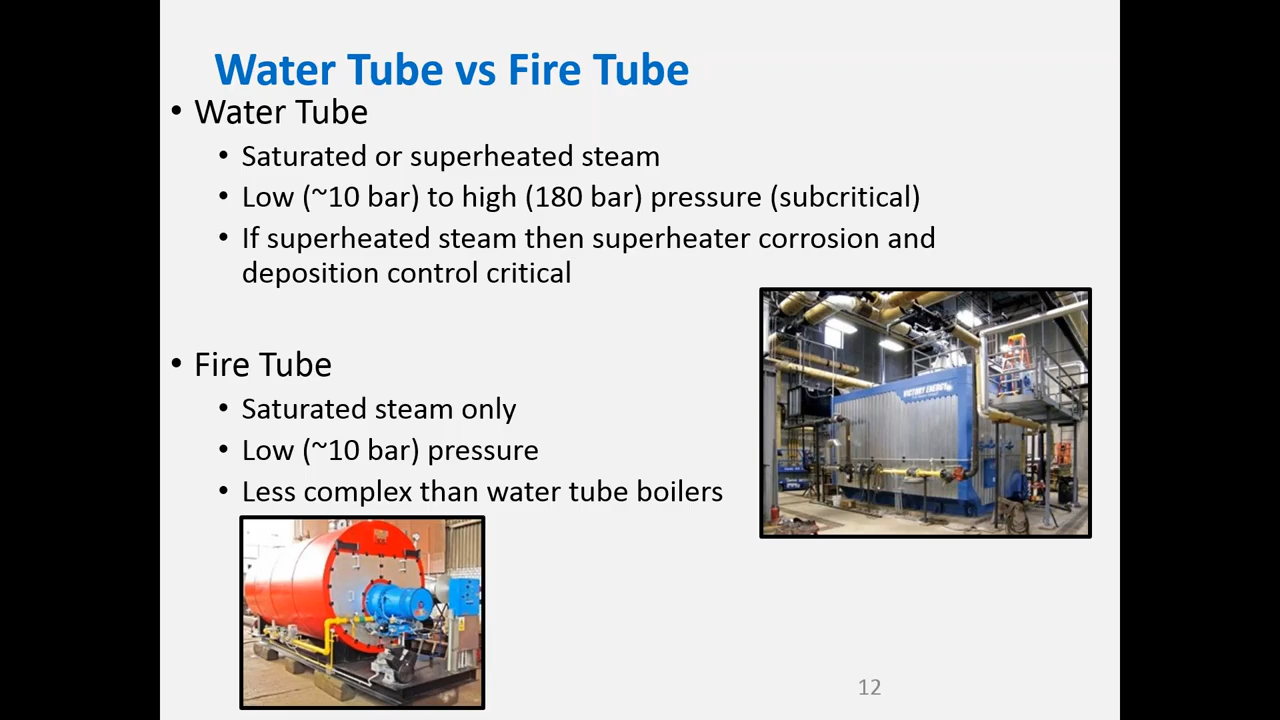 Water Tube vs Fire Tube
• Water Tube
• Saturated or superheated steam
• Low (~10 bar) to high (180 bar) pressure (subcritical)
• If superheated steam then superheater corrosion and
deposition control critical
VICTORY ENERGY
• Fire Tube
• Saturated steam only
• Low (~10 bar) pressure
• Less complex than water tube boilers
12